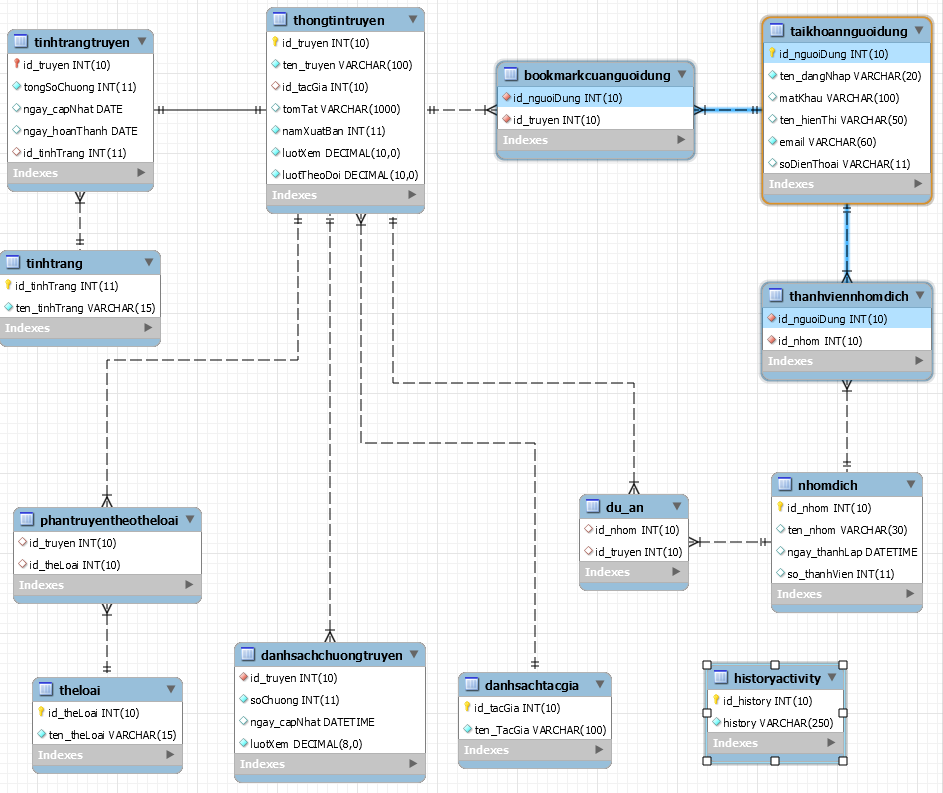 tinhtrangtruyen
id_truyen INT(10)
tongSoChuong INT(11)
ngay_capNhat DATE
ngay_hoanThanh DATE
id_tinhTrang INT(11)
Indexes
thongtintruyen
id_truyen INT(10)
ten_truyen VARCHAR(100)
id_tacGia INT(10)
tomTat VARCHAR(1000)
namXuatBan INT(11)
luotXem DECIMAL(10,0)
luotTheoDoi DECIMAL(10,0)
Indexes
bookmarkcuanguoidung
id_nguoiDung INT(10)
id_truyen INT(10)
Indexes
taikhoannguoidung
id_nguoiDung INT(10)
ten_dangNhap VARCHAR(20)
matKhau VARCHAR(100)
ten_hienThi VARCHAR(50)
email VARCHAR(60)
soDienThoai VARCHAR(11)
Indexes
tinhtrang
id_tinhTrang INT(11)
ten_tinhTrang VARCHAR(15)
Indexes
thanhviennhomdich
id_nguoiDung INT(10)
id_nhom INT(10)
Indexes
phantruyentheotheloai
id_truyen INT(10)
id_theLoai INT(10)
Indexes
du_an
id_nhom INT(10)
id_truyen INT(10)
Indexes
nhomdich
id_nhom INT(10)
ten_nhom VARCHAR(30)
ngay_thanhLap DATETIME
so_thanhVien INT(11)
Indexes
theloai
id_theLoai INT(10)
ten_theLoai VARCHAR(15)
Indexes
danhsachchuongtruyen
id_truyen INT(10)
soChuong INT(11)
ngay_capNhat DATETIME
luotXem DECIMAL(8,0)
Indexes
danhsachtacgia
id_tacGia INT(10)
ten_TacGia VARCHAR(100)
Indexes
historyactivity
id_history INT(10)
history VARCHAR(250)
Indexes